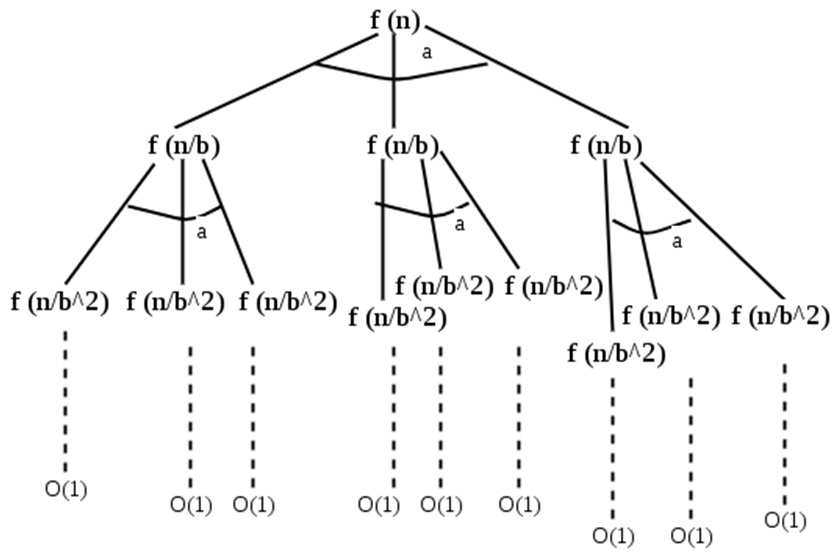 f (n)
a
f (n/b) f (n/b) f (n/b)
a a a
f (n/b^2) f (n/b^2) f (n/b^2) f (n/b^2) f (n/b^2) f (n/b^2) f (n/b^2) f (n/b^2) f (n/b^2)
O(1) O(1) O(1) O(1) O(1) O(1) O(1) O(1) O(1)